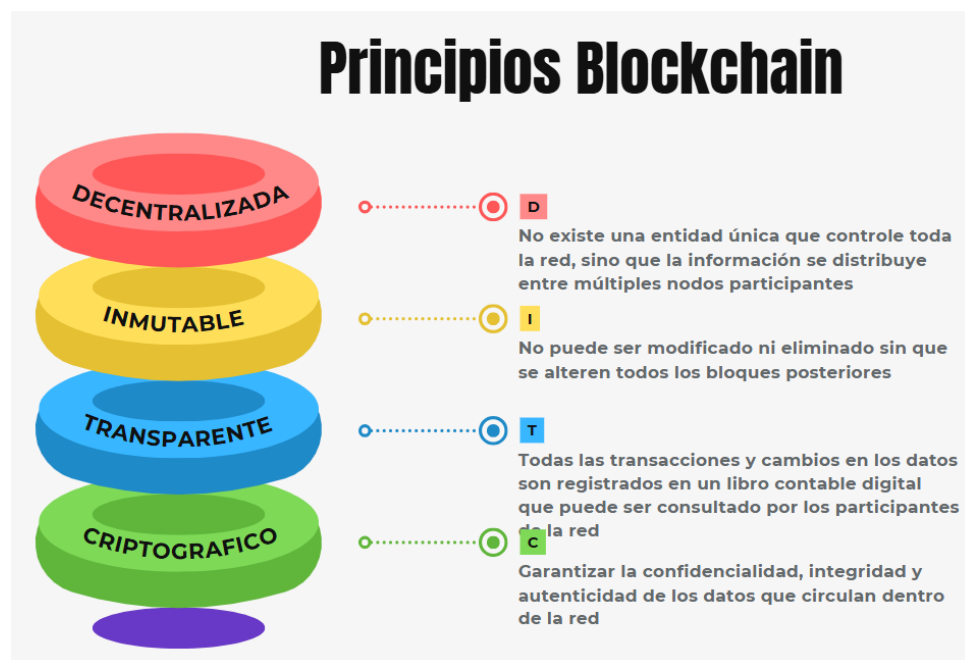 Principios Blockchain
DECENTRALIZADA
D
No existe una entidad única que controle toda
la red, sino que la información se distribuye
entre múltiples nodos participantes
INMUTABLE
I
No puede ser modificado ni eliminado sin que
se alteren todos los bloques posteriores
TRANSPARENTE
T
Todas las transacciones y cambios en los datos
son registrados en un libro contable digital
que puede ser consultado por los participantes
de la red
CRIPTOGRAFICO
C
Garantizar la confidencialidad, integridad y
autenticidad de los datos que circulan dentro
de la red